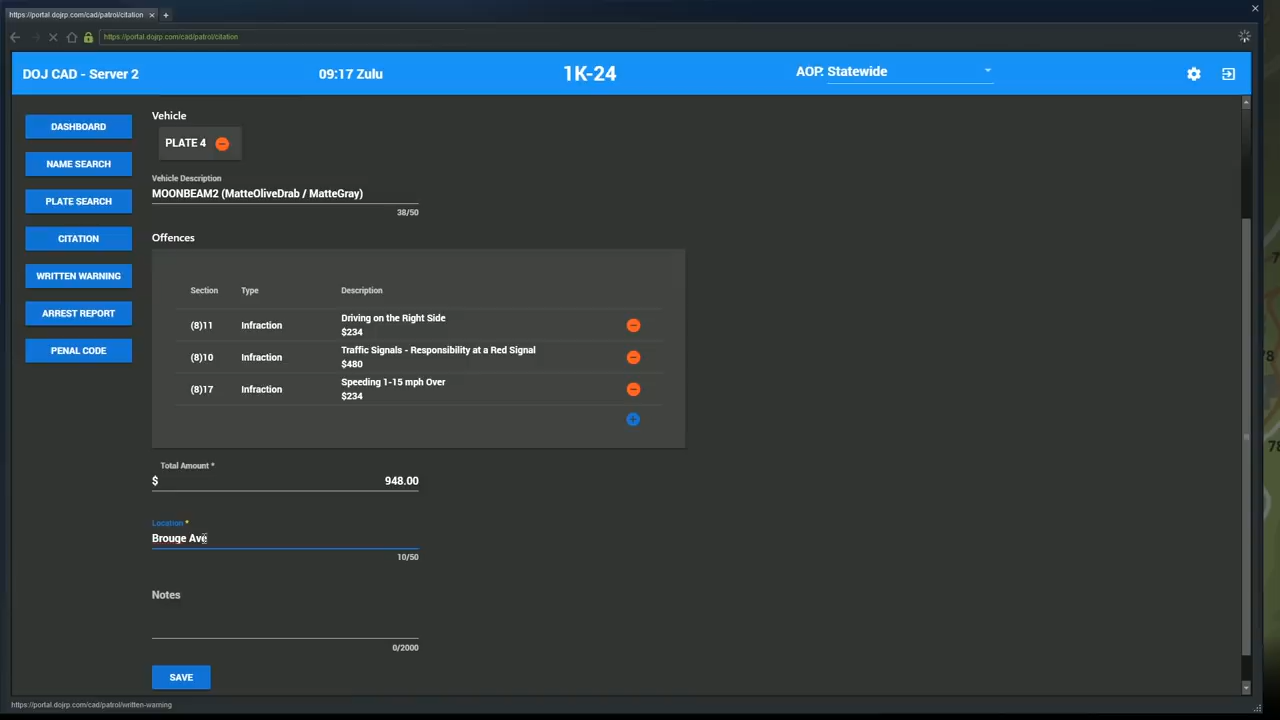 https://portal.dojrp.com/cad/patrol/citation
https://portal.dojrp.com/cad/patrol/citation
DOJ CAD - Server 2
09:17 Zulu
1K-24
AOP: Statewide
DASHBOARD
NAME SEARCH
PLATE SEARCH
CITATION
WRITTEN WARNING
ARREST REPORT
PENAL CODE
Vehicle
PLATE 4
Vehicle Description
MOONBEAM2 (MatteOliveDrab / MatteGray)
38/50
Offences
Section Type Description
(8)11 Infraction Driving on the Right Side
$234
(8)10 Infraction Traffic Signals - Responsibility at a Red Signal
$480
(8)17 Infraction Speeding 1-15 mph Over
$234
Total Amount *
$ 948.00
Location *
Brouge Ave
10/50
Notes
0/2000
SAVE
https://portal.dojrp.com/cad/patrol/written-warning